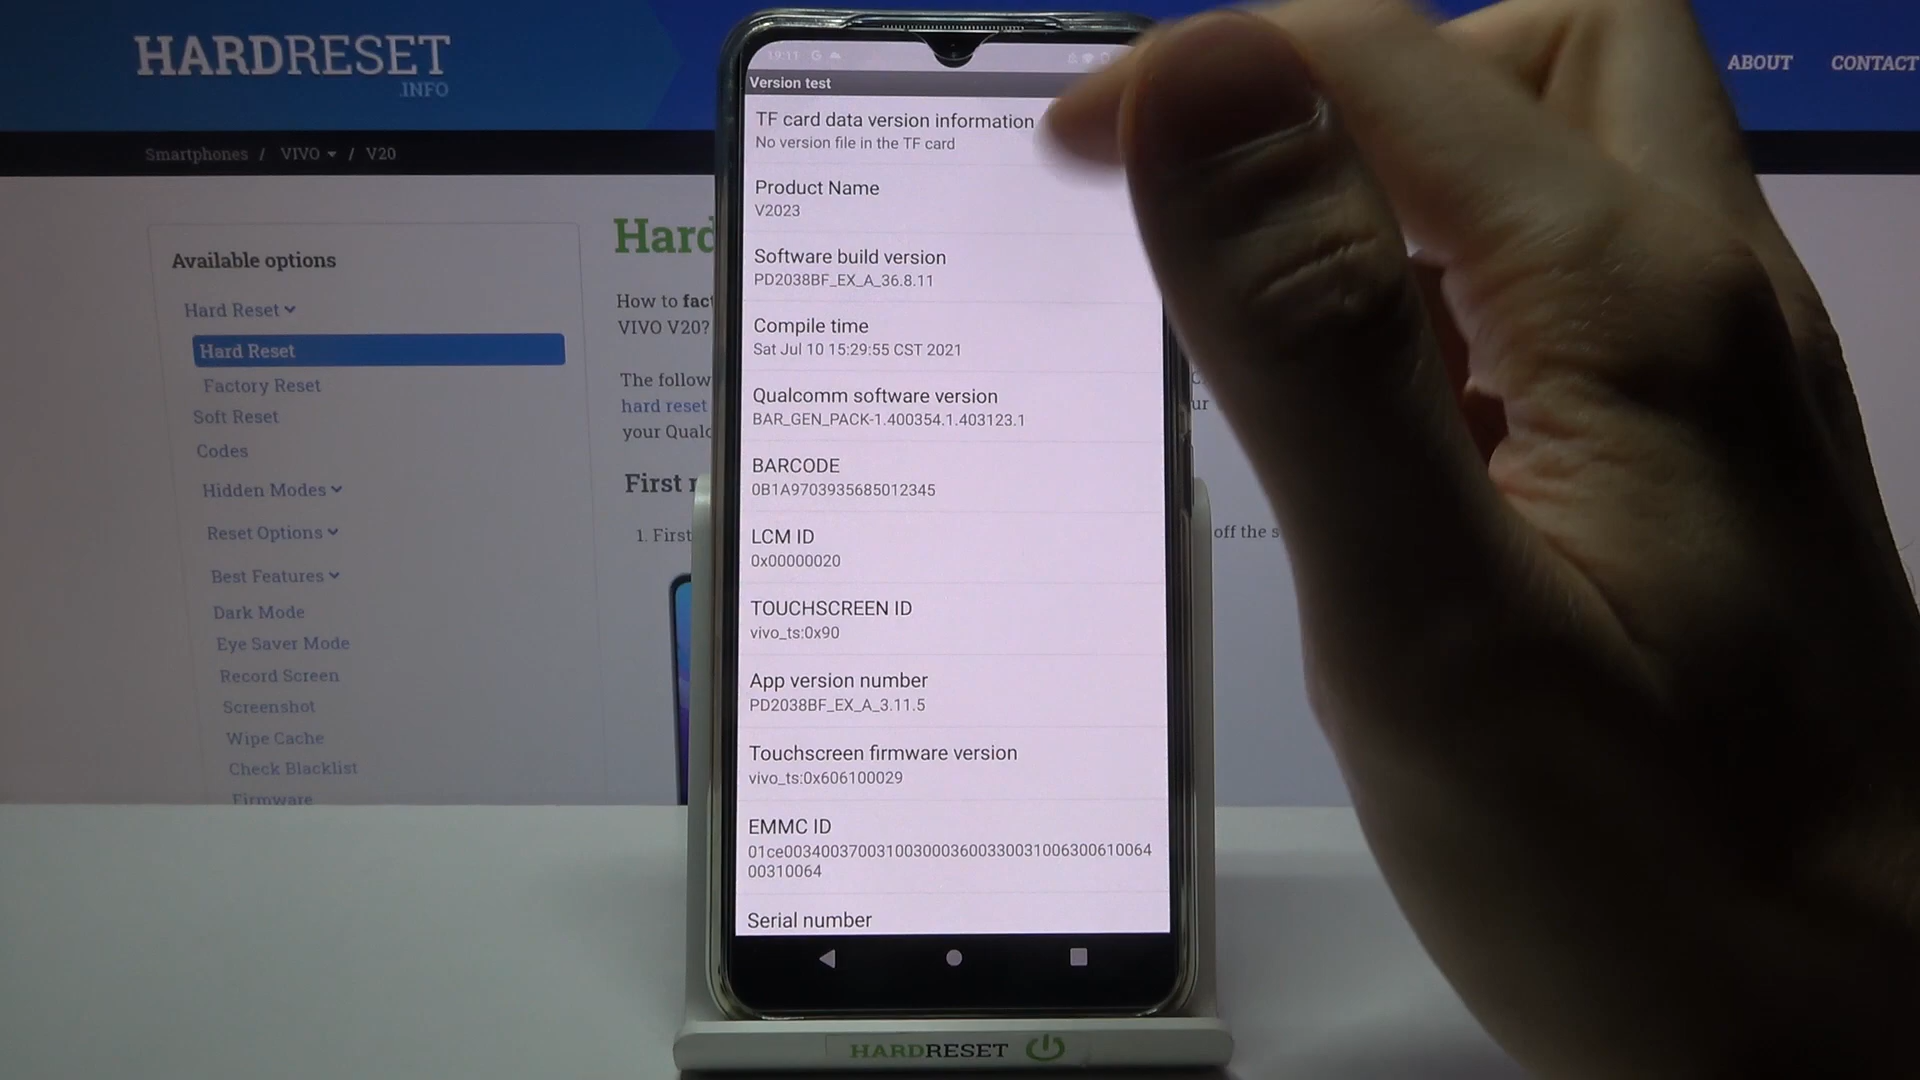 HARDRESET
.INFO
ABOUT CONTACT
Smartphones / VIVO / V20
Available options
Hard Reset
Hard Reset
Factory Reset
Soft Reset
Codes
Hidden Modes
Reset Options
Best Features
Dark Mode
Eye Saver Mode
Record Screen
Screenshot
Wipe Cache
Check Blacklist
Firmware
Hard
How to fact
VIVO V20?
The follow
hard reset
your Qualc
First r
1. First
off the s
19:11 G
Version test
TF card data version information
No version file in the TF card
Product Name
V2023
Software build version
PD2038BF_EX_A_36.8.11
Compile time
Sat Jul 10 15:29:55 CST 2021
Qualcomm software version
BAR_GEN_PACK-1.400354.1.403123.1
BARCODE
0B1A9703935685012345
LCM ID
0x00000020
TOUCHSCREEN ID
vivo_ts:0x90
App version number
PD2038BF_EX_A_3.11.5
Touchscreen firmware version
vivo_ts:0x606100029
EMMC ID
01ce0034003700310030003600330031006300610064
00310064
Serial number
HARDRESET